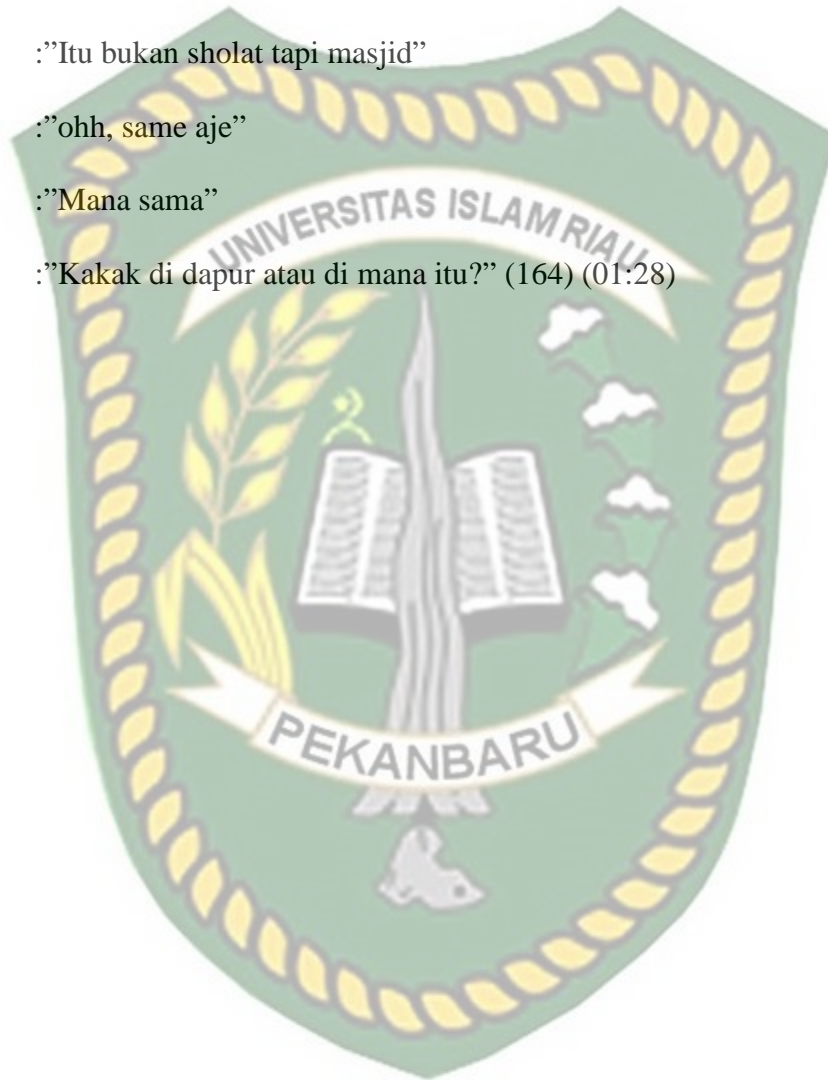 :”Itu bukan sholat tapi masjid”
:”ohh, same aje”
:”Mana sama”
UNIVERSITAS ISLAM RIAU
:”Kakak di dapur atau di mana itu?” (164) (01:28)
PEKANBARU